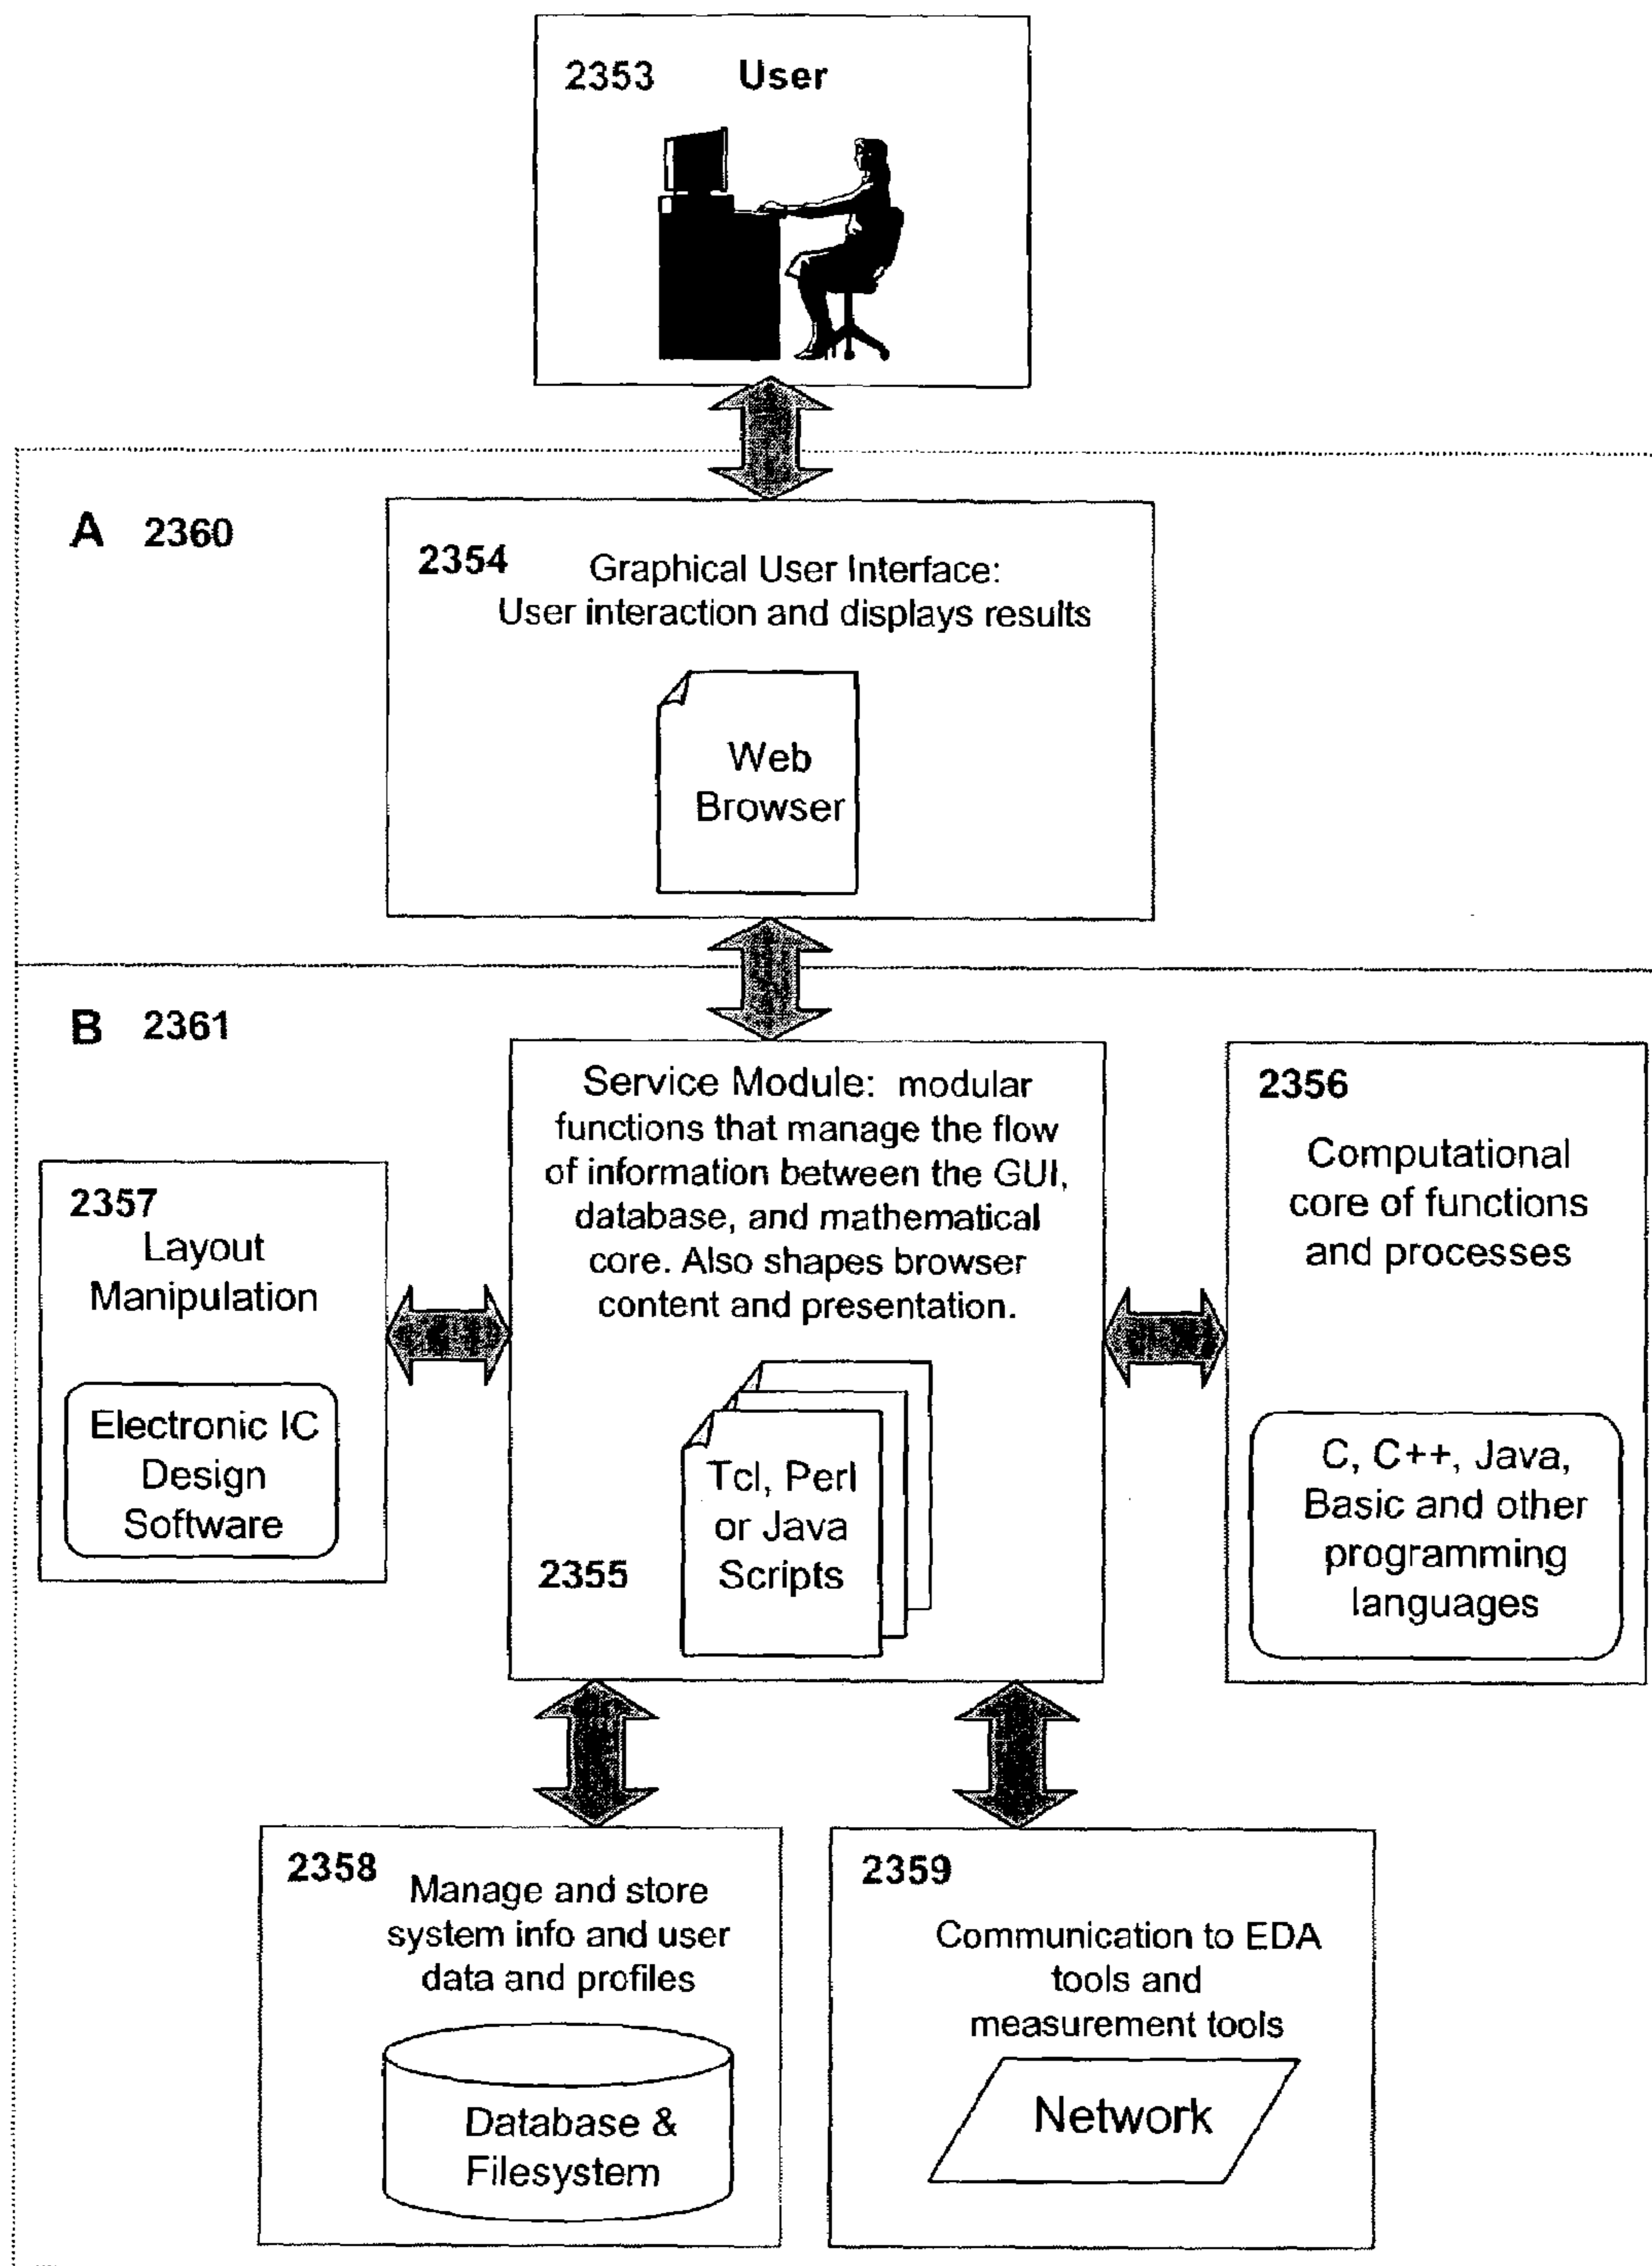 2353 User
A 2360
2354 Graphical User Interface:
User interaction and displays results
Web
Browser
B 2361
Service Module: modular
functions that manage the flow
of information between the GUI,
database, and mathematical
core. Also shapes browser
content and presentation.
Tcl, Perl
or Java
Scripts
2355
2357
Layout
Manipulation
Electronic IC
Design
Software
2356
Computational
core of functions
and processes
C, C++, Java,
Basic and other
programming
languages
2358
Manage and store
system info and user
data and profiles
Database &
Filesystem
2359
Communication to EDA
tools and
measurement tools
Network